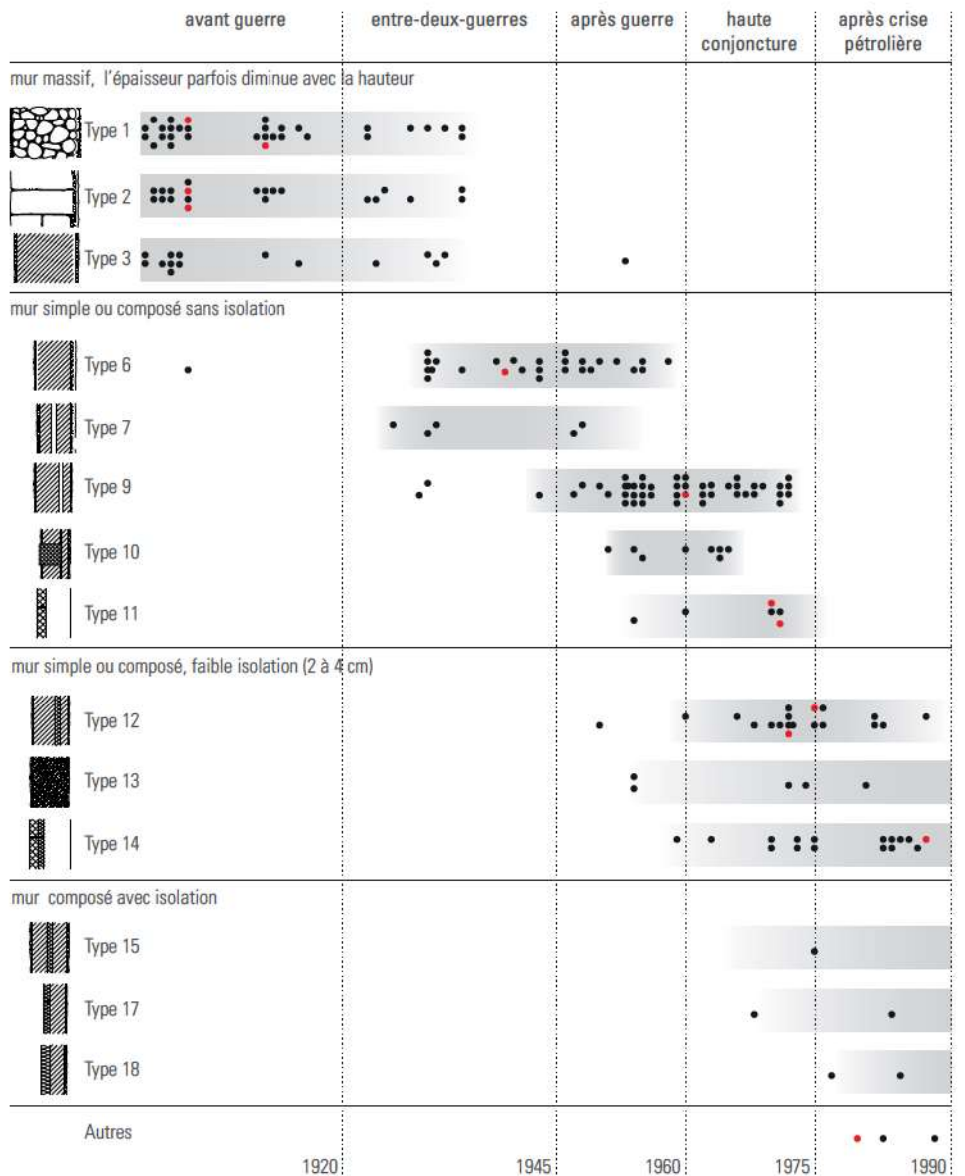 avant guerre
entre-deux-guerres
après guerre
haute
conjoncture
après crise
pétrolière
mur massif, l'épaisseur parfois diminue avec la hauteur
Type 1
Type 2
Type 3
mur simple ou composé sans isolation
Type 6
Type 7
Type 9
Type 10
Type 11
mur simple ou composé, faible isolation (2 à 4 cm)
Type 12
Type 13
Type 14
mur composé avec isolation
Type 15
Type 17
Type 18
Autres
1920
1945
1960
1975
1990